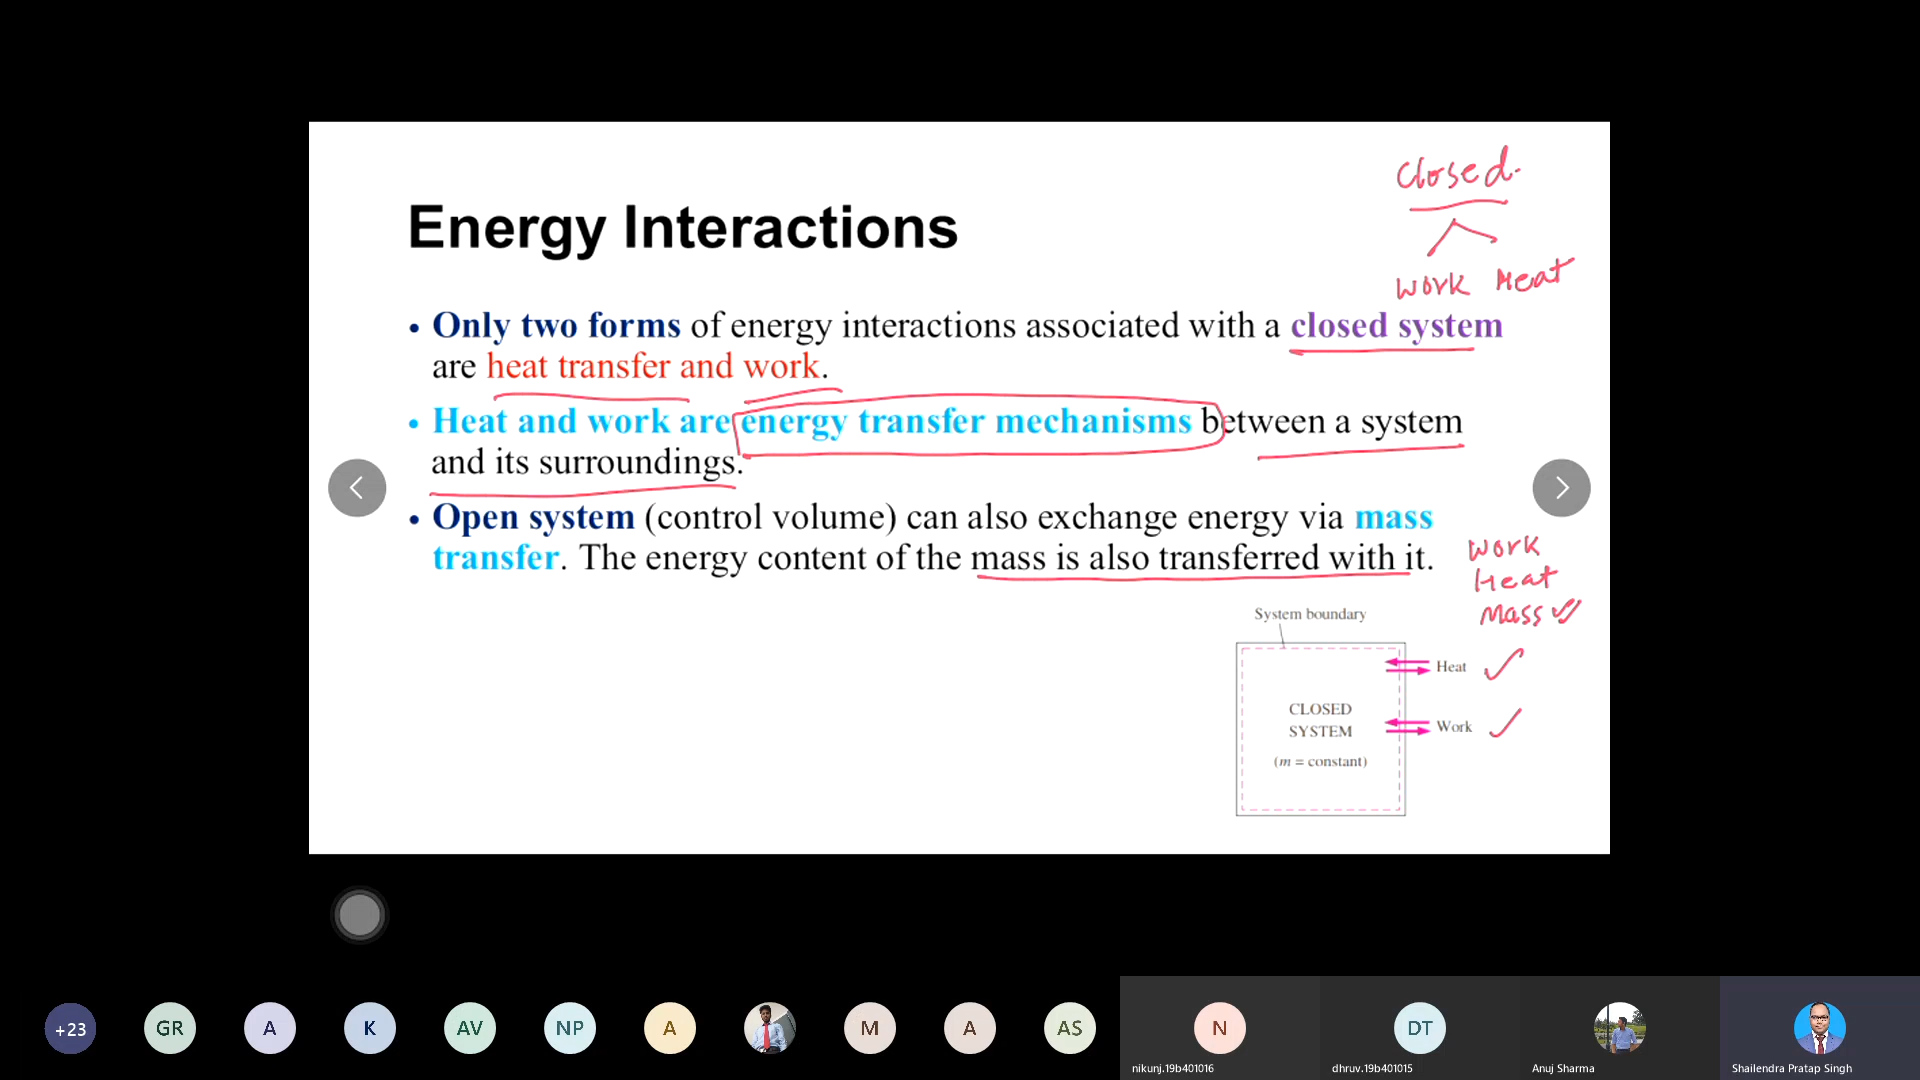 Closed.
Work Heat
Energy Interactions
• Only two forms of energy interactions associated with a closed system
are heat transfer and work.
• Heat and work are energy transfer mechanisms between a system
and its surroundings.
• Open system (control volume) can also exchange energy via mass
transfer. The energy content of the mass is also transferred with it.
Work
Heat
Mass
System boundary
Heat
CLOSED
SYSTEM
Work
(m = constant)
+23
GR
A
K
AV
NP
A
M
A
AS
N
DT
nikunj.19b401016
dhruv.19b401015
Anuj Sharma
Shailendra Pratap Singh